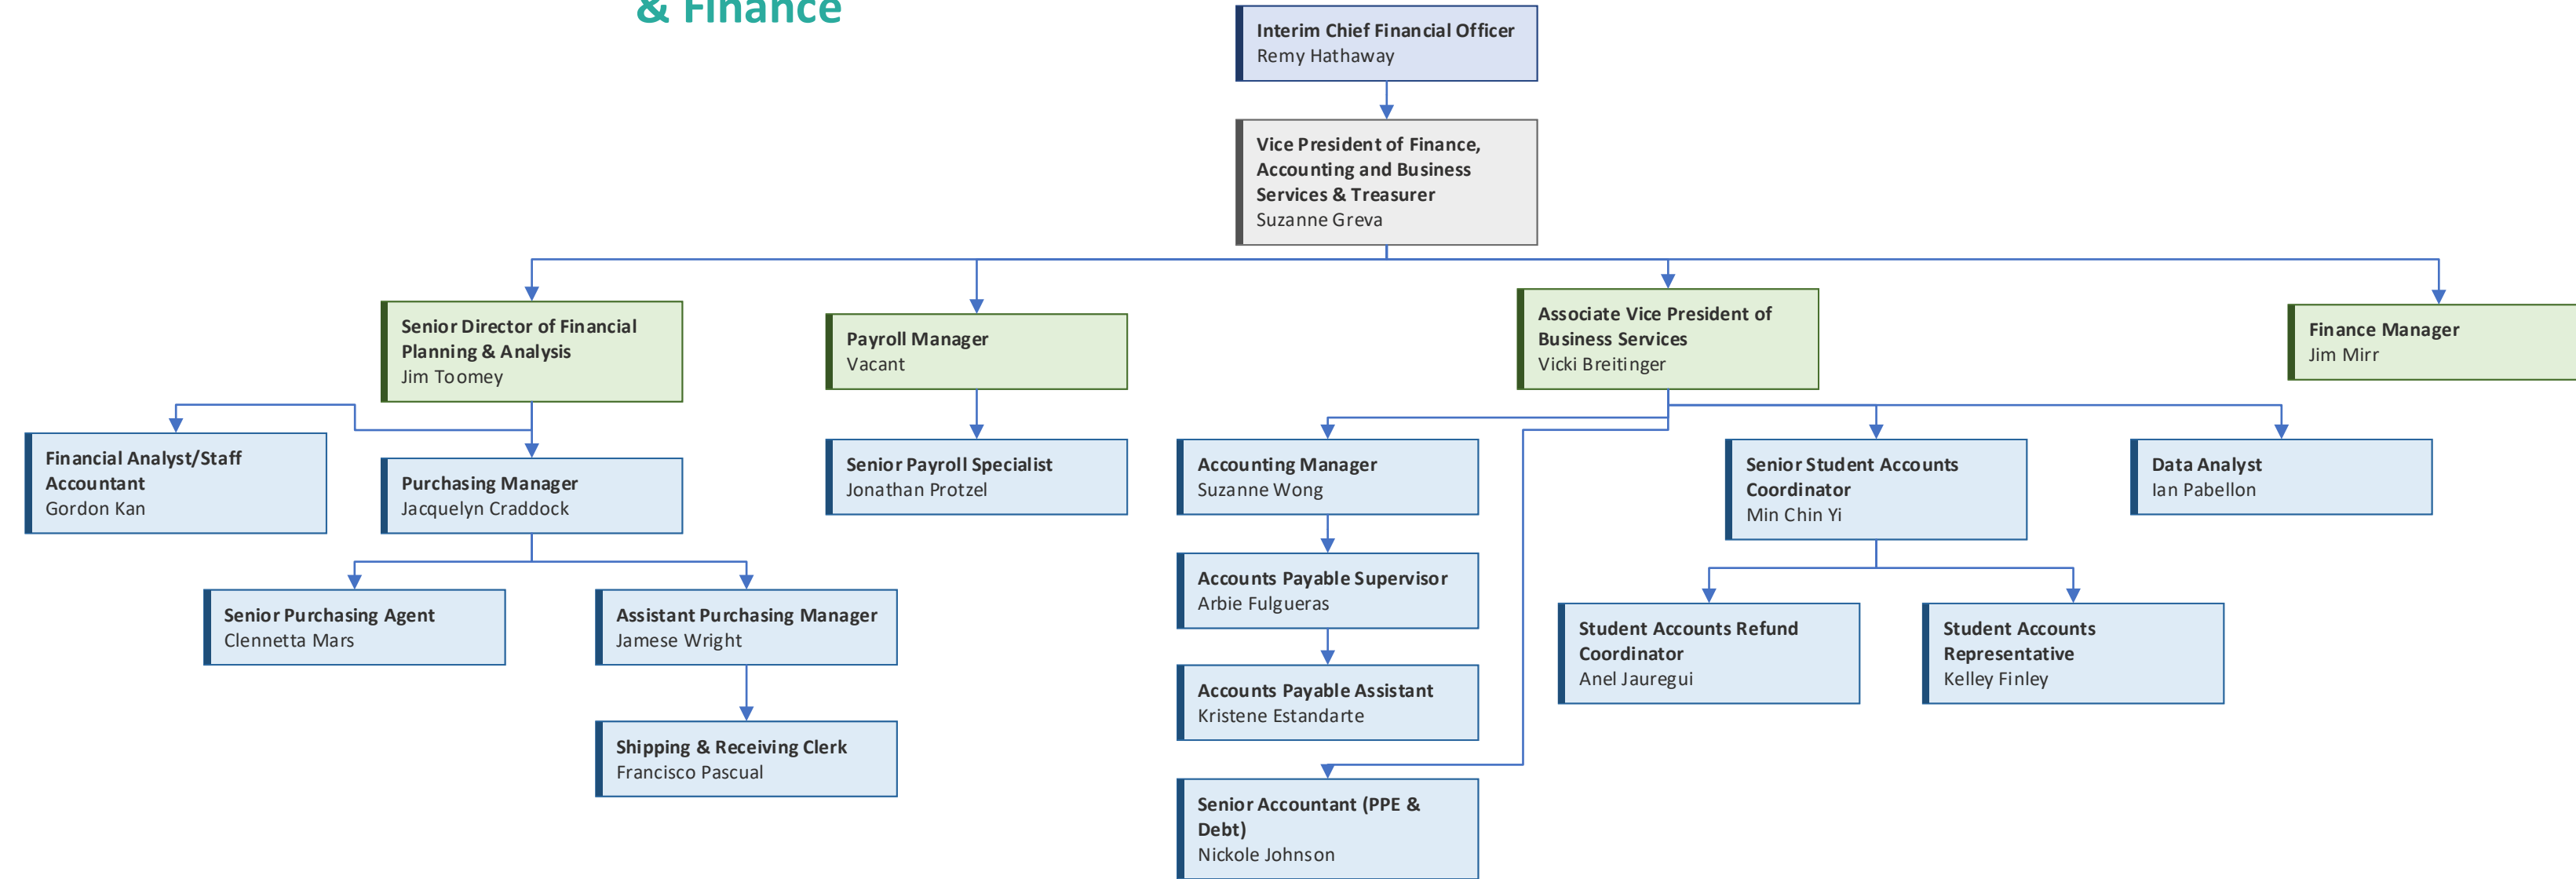 & Finance
Interim Chief Financial Officer
Remy Hathaway
Vice President of Finance,
Accounting and Business
Services & Treasurer
Suzanne Greva
Senior Director of Financial
Planning & Analysis
Jim Toomey
Payroll Manager
Vacant
Associate Vice President of
Business Services
Vicki Breitinger
Finance Manager
Jim Mirr
Financial Analyst/Staff
Accountant
Gordon Kan
Purchasing Manager
Jacquelyn Craddock
Senior Payroll Specialist
Jonathan Protzel
Accounting Manager
Suzanne Wong
Senior Student Accounts
Coordinator
Min Chin Yi
Data Analyst
Ian Pabellon
Senior Purchasing Agent
Clennetta Mars
Assistant Purchasing Manager
Jamese Wright
Accounts Payable Supervisor
Arbie Fulgueras
Student Accounts Refund
Coordinator
Anel Jauregui
Student Accounts
Representative
Kelley Finley
Accounts Payable Assistant
Kristene Estandarte
Shipping & Receiving Clerk
Francisco Pascual
Senior Accountant (PPE &
Debt)
Nickole Johnson